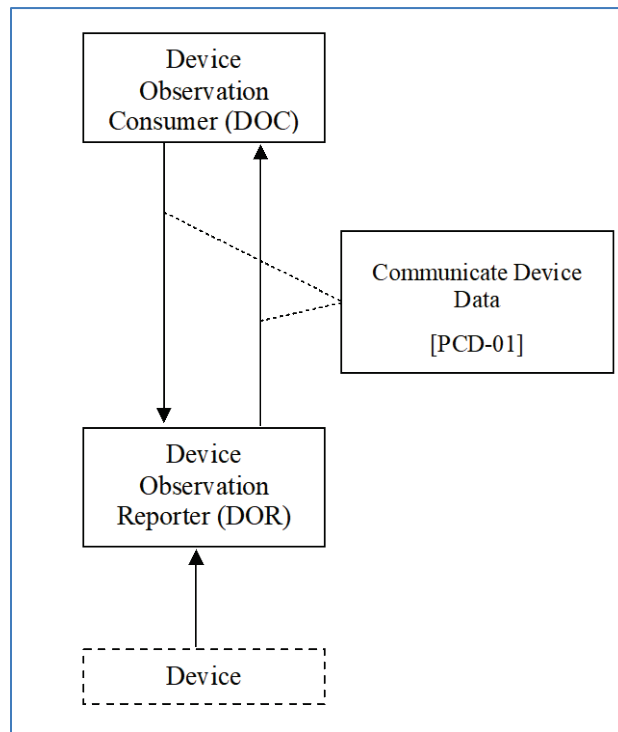 Device
Observation
Consumer (DOC)
Communicate Device
Data
[PCD-01]
Device
Observation
Reporter (DOR)
Device